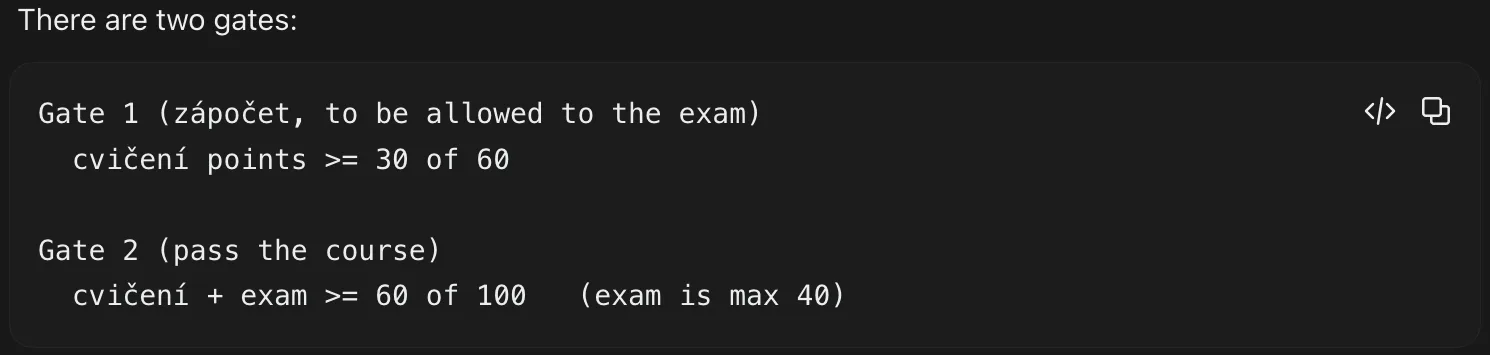 There are two gates:
Gate 1 (zápočet, to be allowed to the exam)
cvičení points >= 30 of 60
Gate 2 (pass the course)
cvičení + exam >= 60 of 100 (exam is max 40)